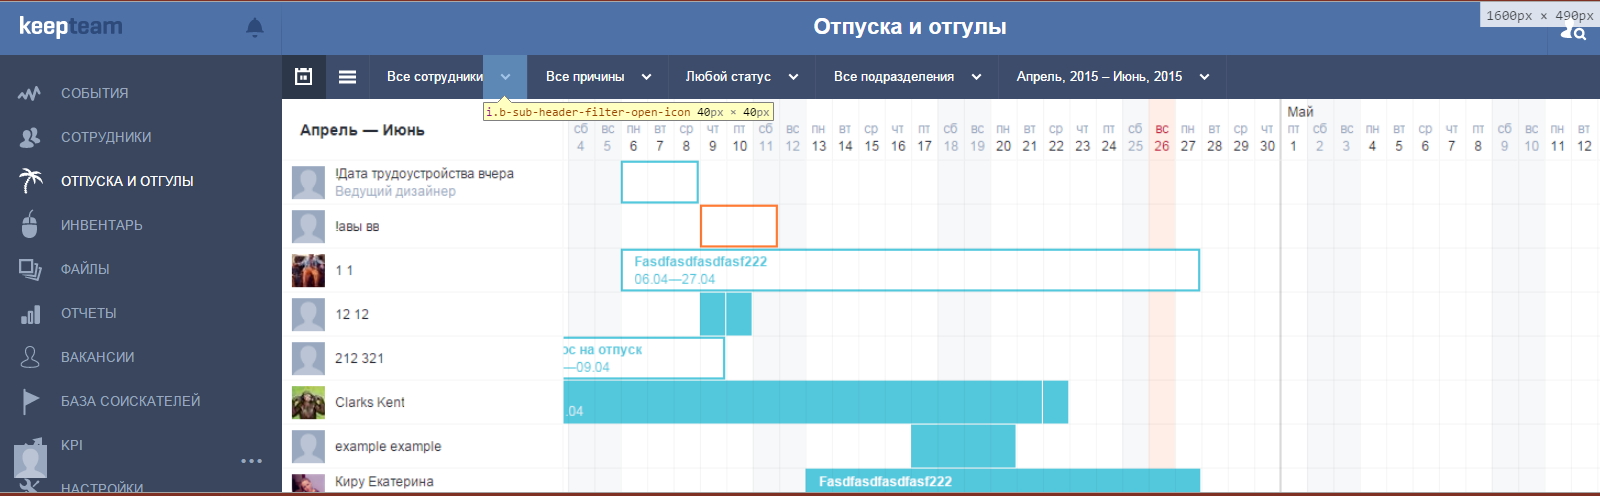 keepteam
Отпуска и отгулы
1600px × 490px
Все сотрудники
Все причины
Любой статус
Все подразделения
Апрель, 2015 – Июнь, 2015
i.b-sub-header-filter-open-icon 40px × 40px
СОБЫТИЯ
СОТРУДНИКИ
ОТПУСКА И ОТГУЛЫ
ИНВЕНТАРЬ
ФАЙЛЫ
ОТЧЕТЫ
ВАКАНСИИ
БАЗА СОИСКАТЕЛЕЙ
KPI
НАСТРОЙКИ
Апрель — Июнь
Май
сб вс пн вт ср чт пт сб вс пн вт ср чт пт сб вс пн вт ср чт пт сб вс пн вт ср чт пт сб вс пн вт ср чт пт сб вс пн вт
4 5 6 7 8 9 10 11 12 13 14 15 16 17 18 19 20 21 22 23 24 25 26 27 28 29 30 1 2 3 4 5 6 7 8 9 10 11 12
!Дата трудоустройства вчера
Ведущий дизайнер
!авы вв
1 1
Fasdfasdfasdfasf222
06.04—27.04
12 12
212 321
ос на отпуск
—09.04
Clarks Kent
.04
example example
Киру Екатерина
Fasdfasdfasdfasf222